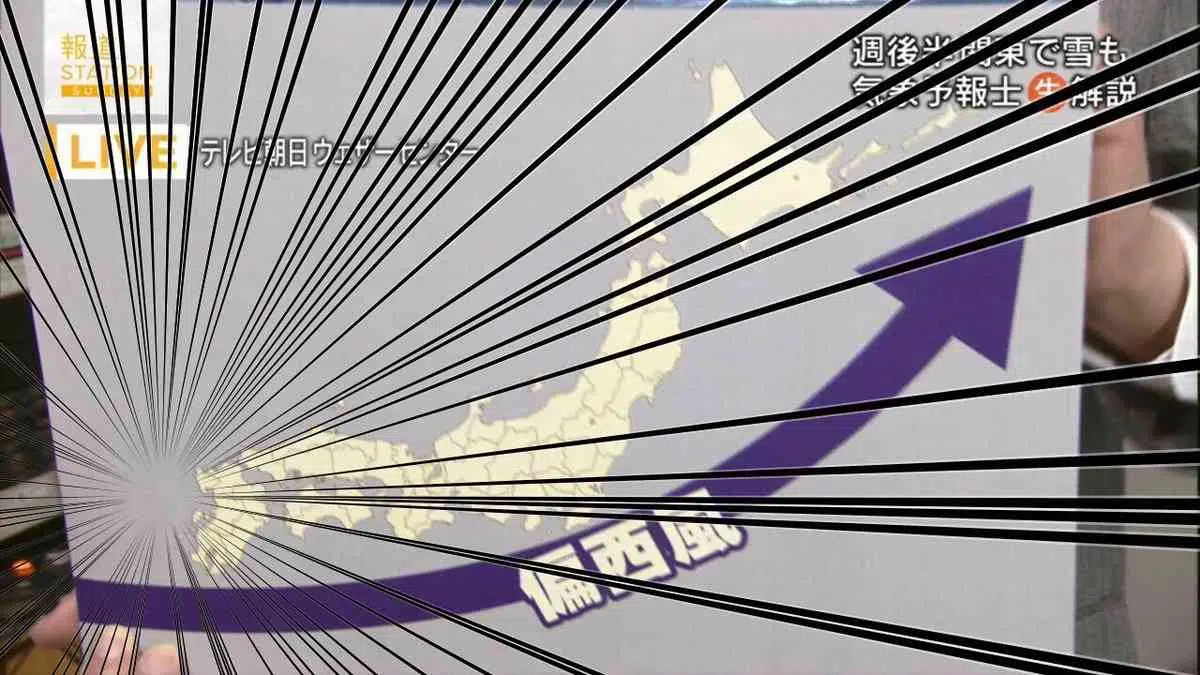 報道
STATION
SUNDAY
LIVE
テレビ朝日ウェザーセンター
週後半 関東で雪も
気象予報士 生 解説
偏西風